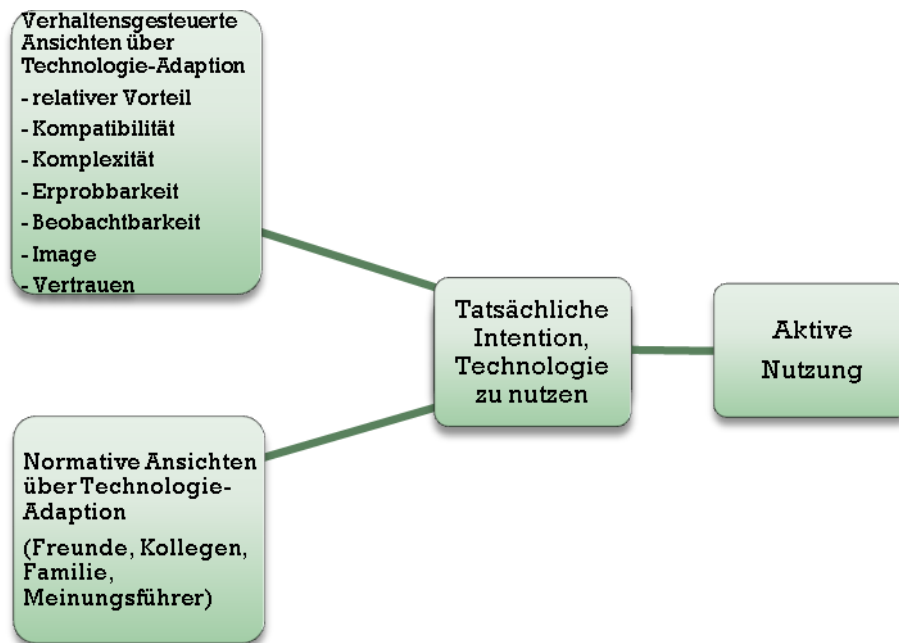 Verhaltensgesteuerte
Ansichten über
Technologie-Adaption
- relativer Vorteil
- Kompatibilität
- Komplexität
- Erprobbarkeit
- Beobachtbarkeit
- Image
- Vertrauen
Normative Ansichten
über Technologie-
Adaption
(Freunde, Kollegen,
Familie,
Meinungsführer)
Tatsächliche
Intention,
Technologie
zu nutzen
Aktive
Nutzung